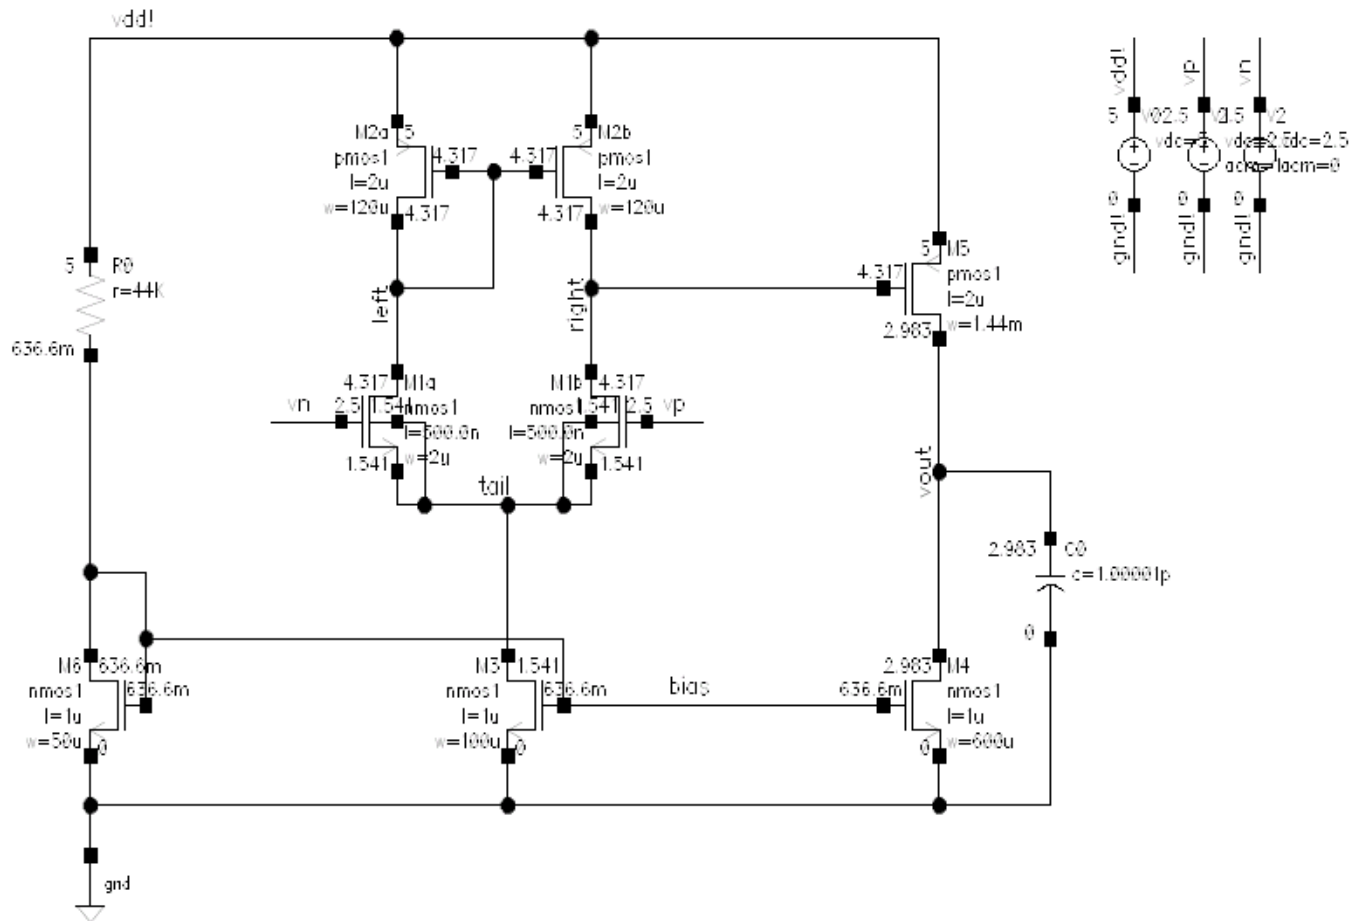 vdd!
M2a 5
pmos1
l=2u
w=120u
4.317
4.317
5 M2b
pmos1
l=2u
w=120u
4.317
4.317
5 R0
r=44K
636.6m
left
right
5 M5
pmos1
l=2u
w=1.44m
4.317
2.983
vn
4.317
M1a
2.5
1.541
nmos1
l=500.0n
w=2u
1.541
M1b 4.317
nmos1
1.541
2.5 vp
l=500.0n
w=2u
1.541
tail
vout
2.983 C0
0
M6 636.6m
nmos1 636.6m
l=1u
w=50u 0
M3 1.541
nmos1 636.6m
l=1u
w=100u 0
bias
2.983 M4
636.6m nmos1
l=1u
0 w=600u
gnd
vdd!
vp
vn
5
V2
0
0
0
gnd!
gnd!
gnd!